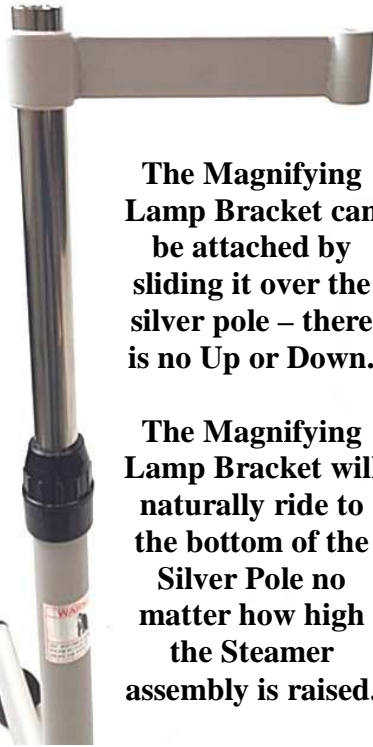 The Magnifying
Lamp Bracket can
be attached by
sliding it over the
silver pole – there
is no Up or Down.
The Magnifying
Lamp Bracket will
naturally ride to
the bottom of the
Silver Pole no
matter how high
the Steamer
assembly is raised.